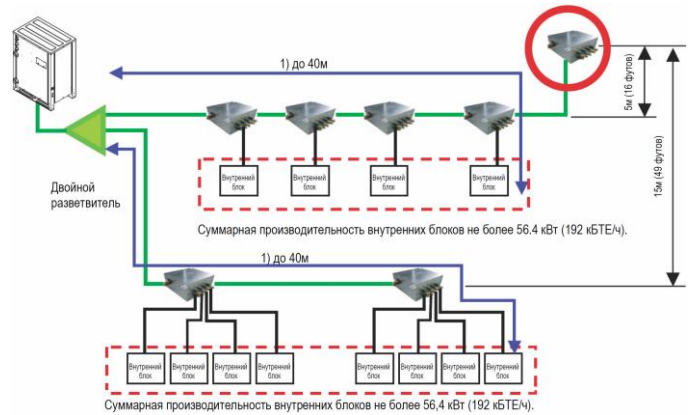 1) до 40м
5м (16 футов)
15м (49 футов)
Внутренний
блок
Внутренний
блок
Внутренний
блок
Внутренний
блок
Двойной
разветвитель
Суммарная производительность внутренних блоков не более 56.4 кВт (192 кБТЕ/ч).
1) до 40м
Внутренний
блок
Внутренний
блок
Внутренний
блок
Внутренний
блок
Внутренний
блок
Внутренний
блок
Внутренний
блок
Внутренний
блок
Суммарная производительность внутренних блоков не более 56,4 кВт (192 кБТЕ/ч).